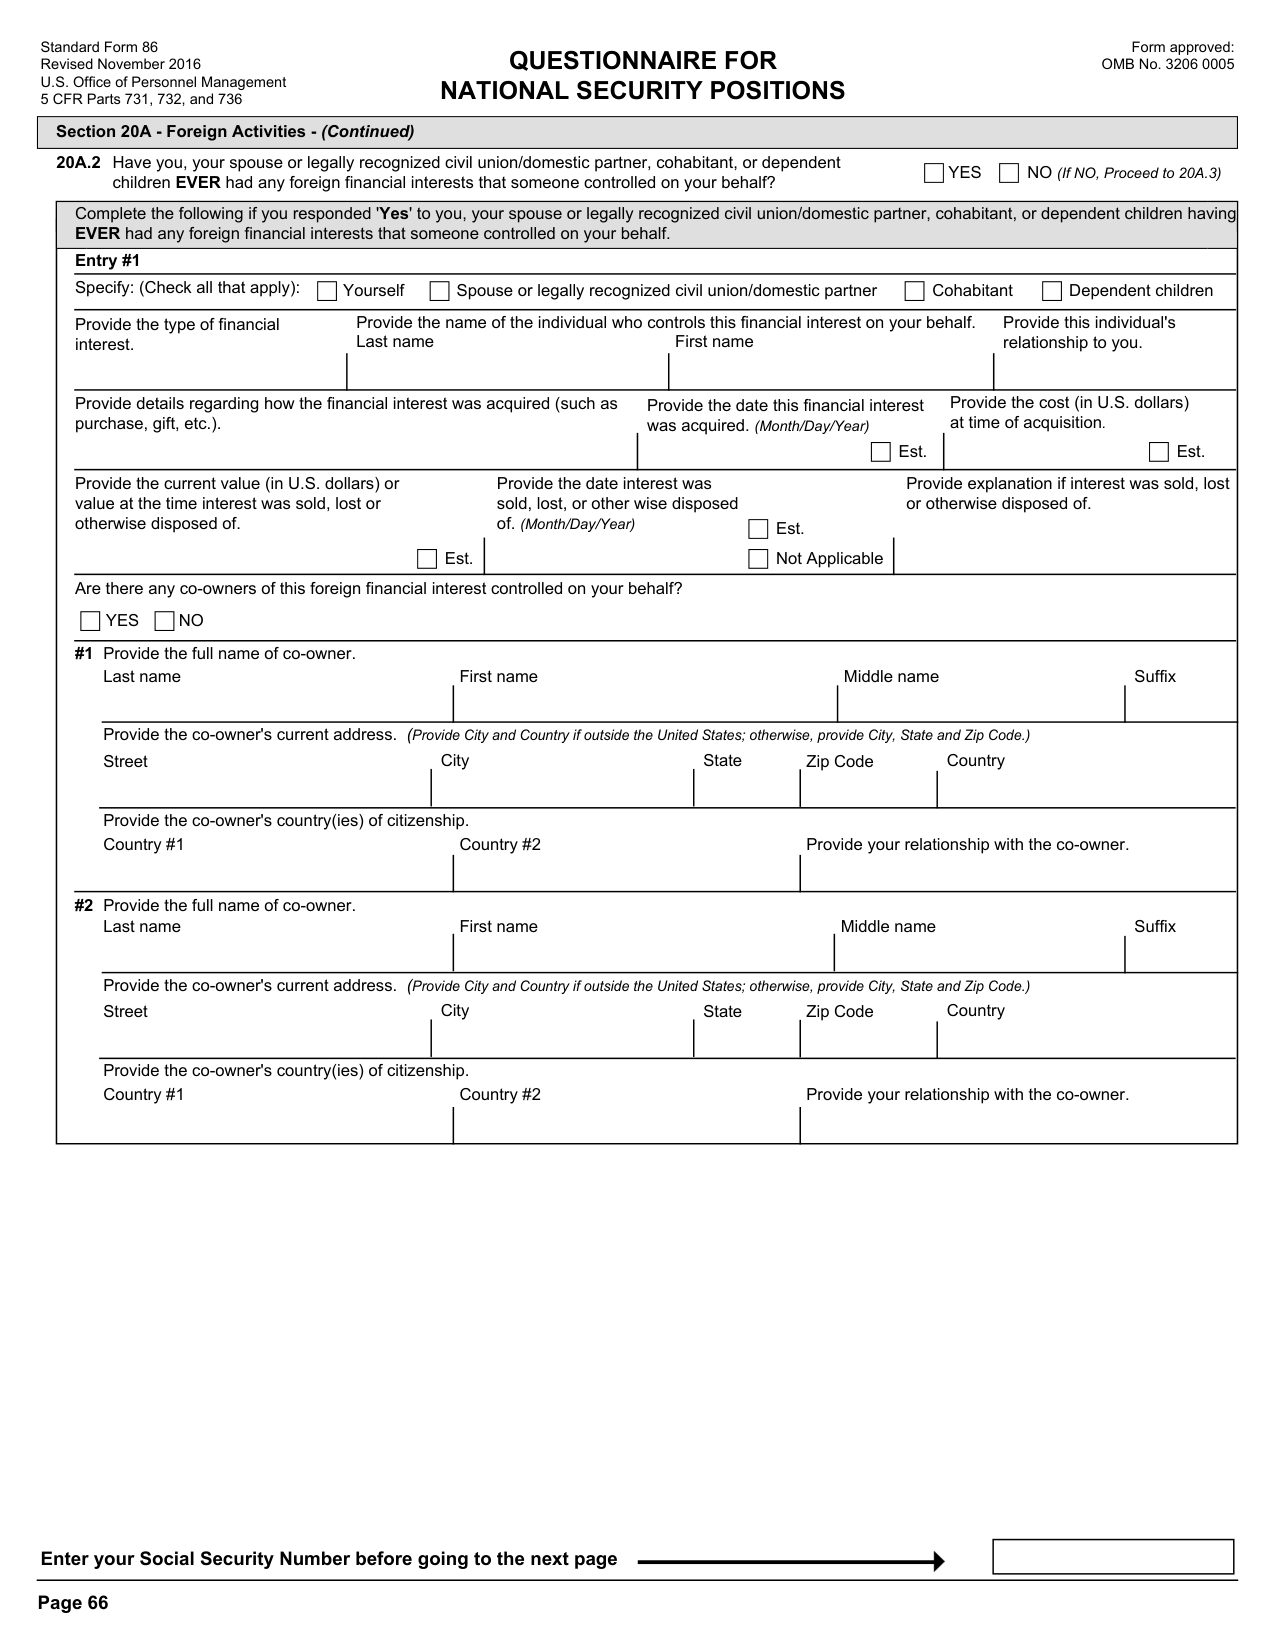 Standard Form 86
Revised November 2016
U.S. Office of Personnel Management
5 CFR Parts 731, 732, and 736
QUESTIONNAIRE FOR
NATIONAL SECURITY POSITIONS
Form approved:
OMB No. 3206 0005
Section 20A - Foreign Activities - (Continued)
20A.2 Have you, your spouse or legally recognized civil union/domestic partner, cohabitant, or dependent
children EVER had any foreign financial interests that someone controlled on your behalf?
YES NO (If NO, Proceed to 20A.3)
Complete the following if you responded 'Yes' to you, your spouse or legally recognized civil union/domestic partner, cohabitant, or dependent children having
EVER had any foreign financial interests that someone controlled on your behalf.
Entry #1
Specify: (Check all that apply): Yourself Spouse or legally recognized civil union/domestic partner Cohabitant Dependent children
Provide the type of financial
interest.
Provide the name of the individual who controls this financial interest on your behalf.
Last name First name
Provide this individual's
relationship to you.
Provide details regarding how the financial interest was acquired (such as
purchase, gift, etc.).
Provide the date this financial interest
was acquired. (Month/Day/Year)
Est.
Provide the cost (in U.S. dollars)
at time of acquisition.
Est.
Provide the current value (in U.S. dollars) or
value at the time interest was sold, lost or
otherwise disposed of.
Est.
Provide the date interest was
sold, lost, or other wise disposed
of. (Month/Day/Year)
Est.
Not Applicable
Provide explanation if interest was sold, lost
or otherwise disposed of.
Are there any co-owners of this foreign financial interest controlled on your behalf?
YES NO
#1 Provide the full name of co-owner.
Last name First name Middle name Suffix
Provide the co-owner's current address. (Provide City and Country if outside the United States; otherwise, provide City, State and Zip Code.)
Street City State Zip Code Country
Provide the co-owner's country(ies) of citizenship.
Country #1 Country #2 Provide your relationship with the co-owner.
#2 Provide the full name of co-owner.
Last name First name Middle name Suffix
Provide the co-owner's current address. (Provide City and Country if outside the United States; otherwise, provide City, State and Zip Code.)
Street City State Zip Code Country
Provide the co-owner's country(ies) of citizenship.
Country #1 Country #2 Provide your relationship with the co-owner.
Enter your Social Security Number before going to the next page
Page 66